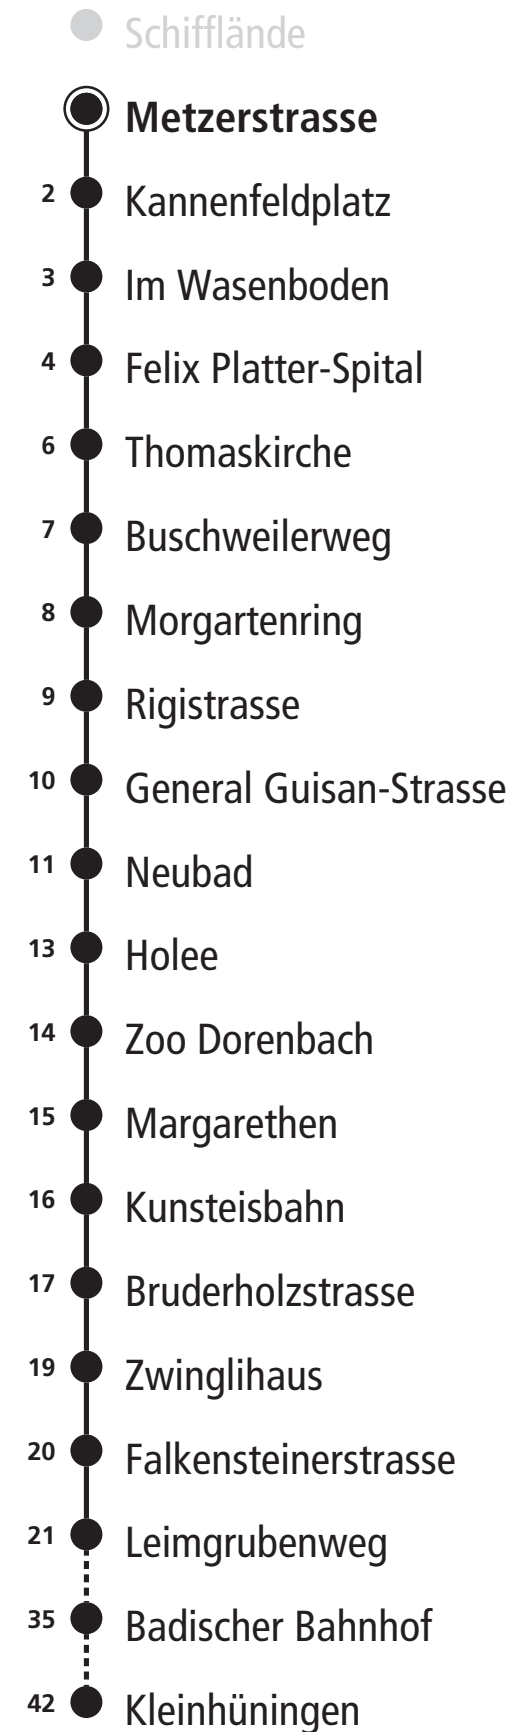 Schifflände
Metzerstrasse
2 Kannenfeldplatz
3 Im Wasenboden
4 Felix Platter-Spital
6 Thomaskirche
7 Buschweilerweg
8 Morgartenring
9 Rigistrasse
10 General Guisan-Strasse
11 Neubad
13 Holee
14 Zoo Dorenbach
15 Margarethen
16 Kunsteisbahn
17 Bruderholzstrasse
19 Zwinglihaus
20 Falkensteinerstrasse
21 Leimgrubenweg
35 Badischer Bahnhof
42 Kleinhüningen